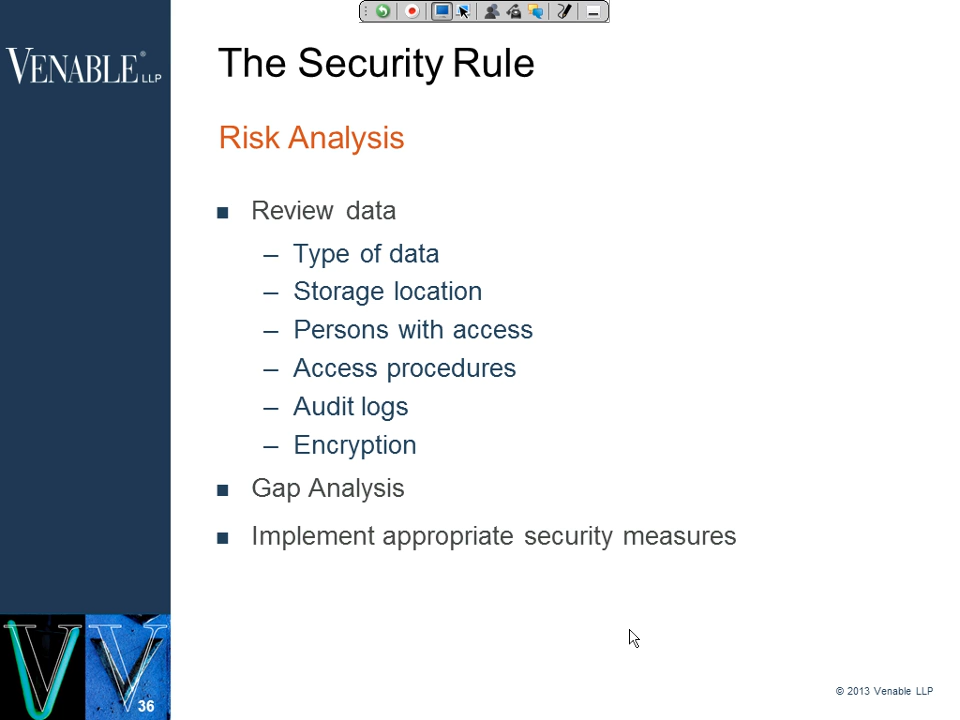 VENABLE® LLP
The Security Rule
Risk Analysis
■ Review data
– Type of data
– Storage location
– Persons with access
– Access procedures
– Audit logs
– Encryption
■ Gap Analysis
■ Implement appropriate security measures
36
© 2013 Venable LLP